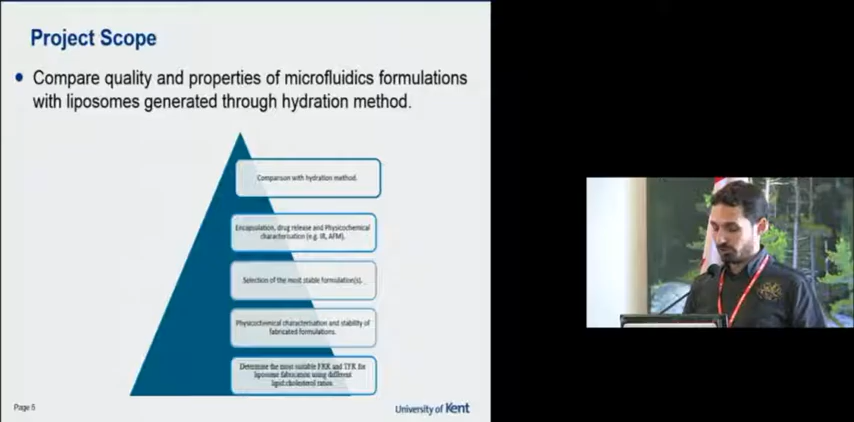 Project Scope
• Compare quality and properties of microfluidics formulations
with liposomes generated through hydration method.
Comparison with hydration method.
Encapsulation, drug release and Physicochemical
characterisation (e.g. IR, AFM).
Selection of the most stable formulation(s).
Physicochemical characterisation and stability of
fabricated formulations.
Determine the most suitable FRR and TFR for
liposome fabrication using different
lipid:cholesterol ratios
Page 5
University of Kent